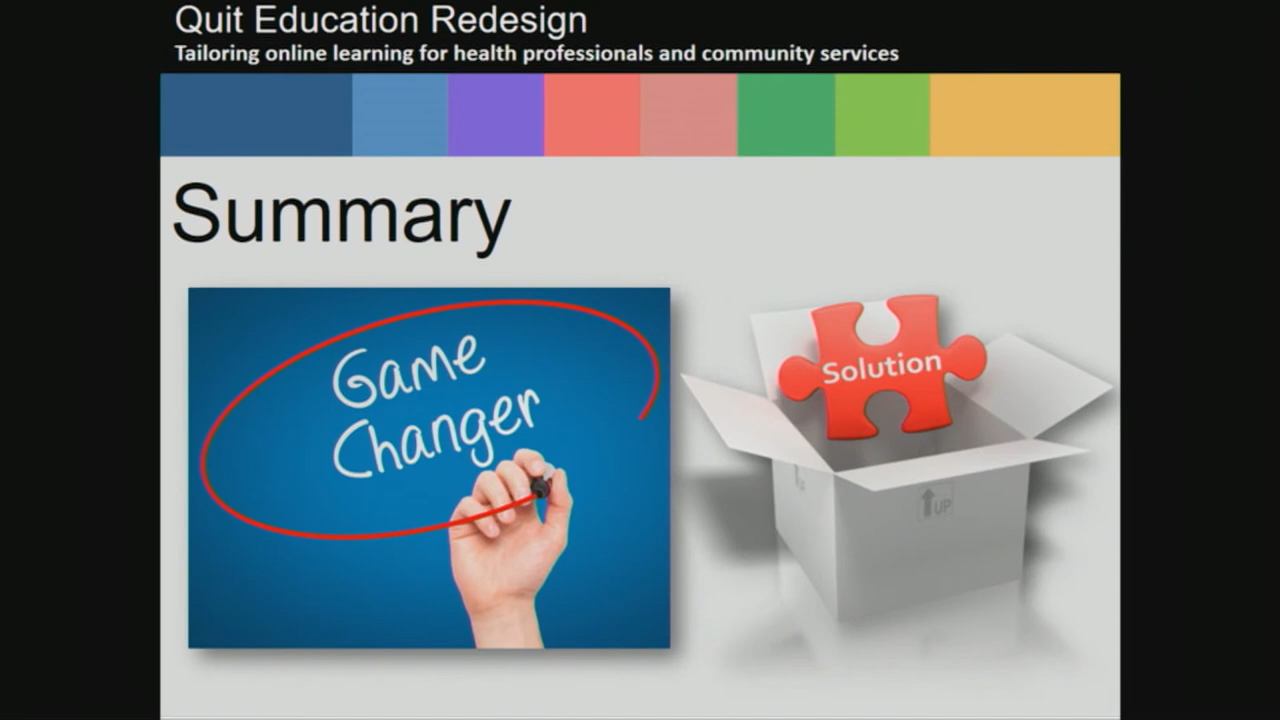 Quit Education Redesign
Tailoring online learning for health professionals and community services
Summary
Game
Changer
Solution
UP